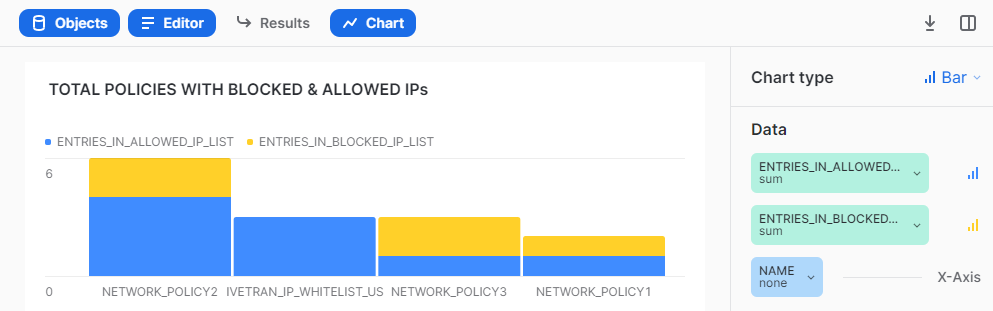 Objects Editor Results Chart
Chart type Bar
TOTAL POLICIES WITH BLOCKED & ALLOWED IPs
Data
ENTRIES_IN_ALLOWED_IP_LIST ENTRIES_IN_BLOCKED_IP_LIST
6
0
NETWORK_POLICY2 IVETRAN_IP_WHITELIST_US NETWORK_POLICY3 NETWORK_POLICY1
ENTRIES_IN_ALLOWED...
sum
ENTRIES_IN_BLOCKED...
sum
NAME
none
X-Axis